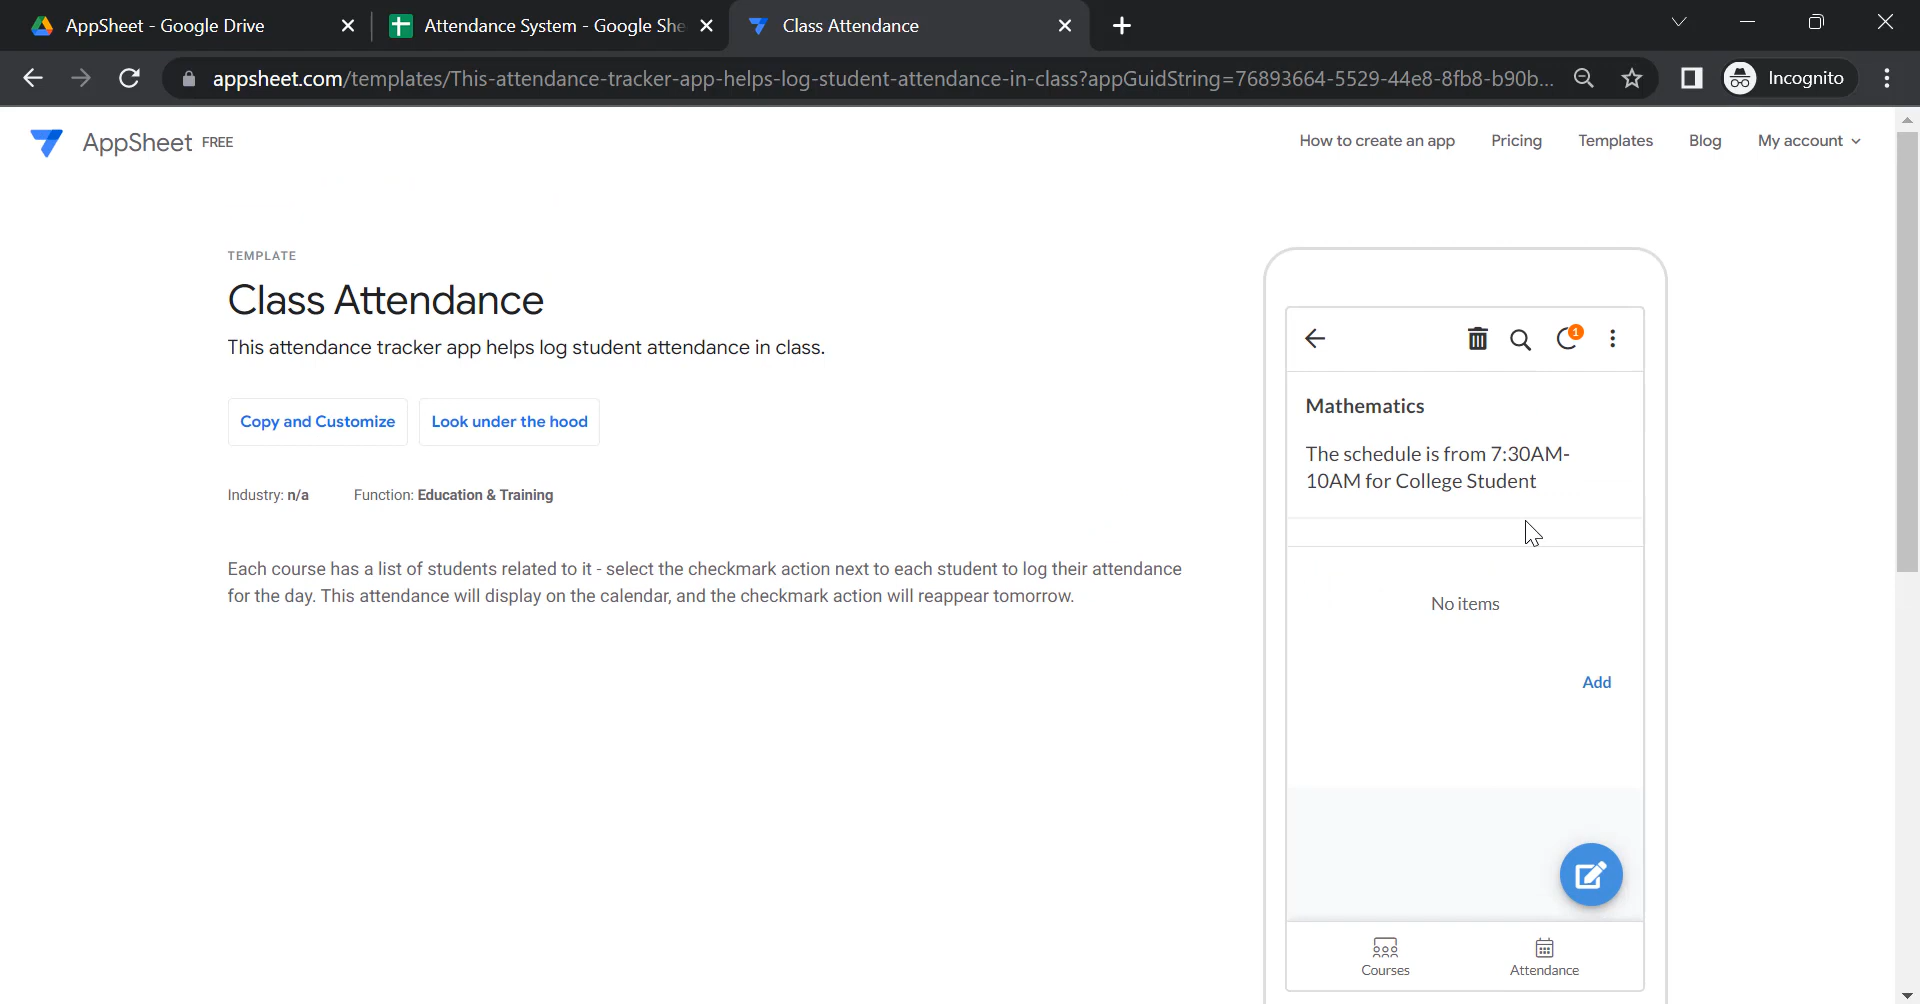 AppSheet - Google Drive
Attendance System - Google She
Class Attendance
appsheet.com/templates/This-attendance-tracker-app-helps-log-student-attendance-in-class?appGuidString=76893664-5529-44e8-8fb8-b90b...
Incognito
AppSheet FREE
How to create an app
Pricing
Templates
Blog
My account
TEMPLATE
Class Attendance
This attendance tracker app helps log student attendance in class.
Copy and Customize
Look under the hood
Industry: n/a
Function: Education & Training
Each course has a list of students related to it - select the checkmark action next to each student to log their attendance
for the day. This attendance will display on the calendar, and the checkmark action will reappear tomorrow.
1
Mathematics
The schedule is from 7:30AM-
10AM for College Student
No items
Add
Courses
Attendance